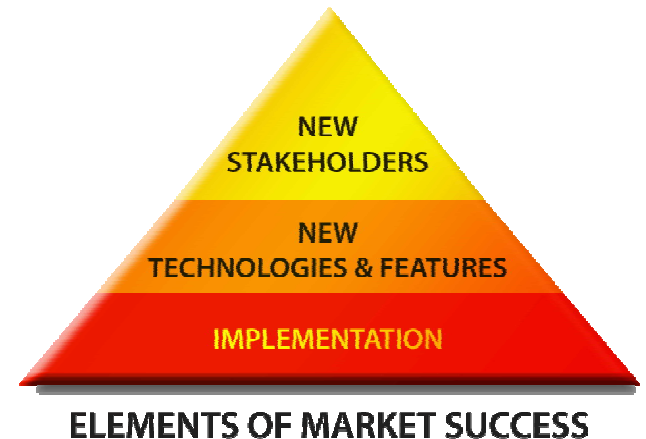 NEW
STAKEHOLDERS
NEW
TECHNOLOGIES & FEATURES
IMPLEMENTATION
ELEMENTS OF MARKET SUCCESS